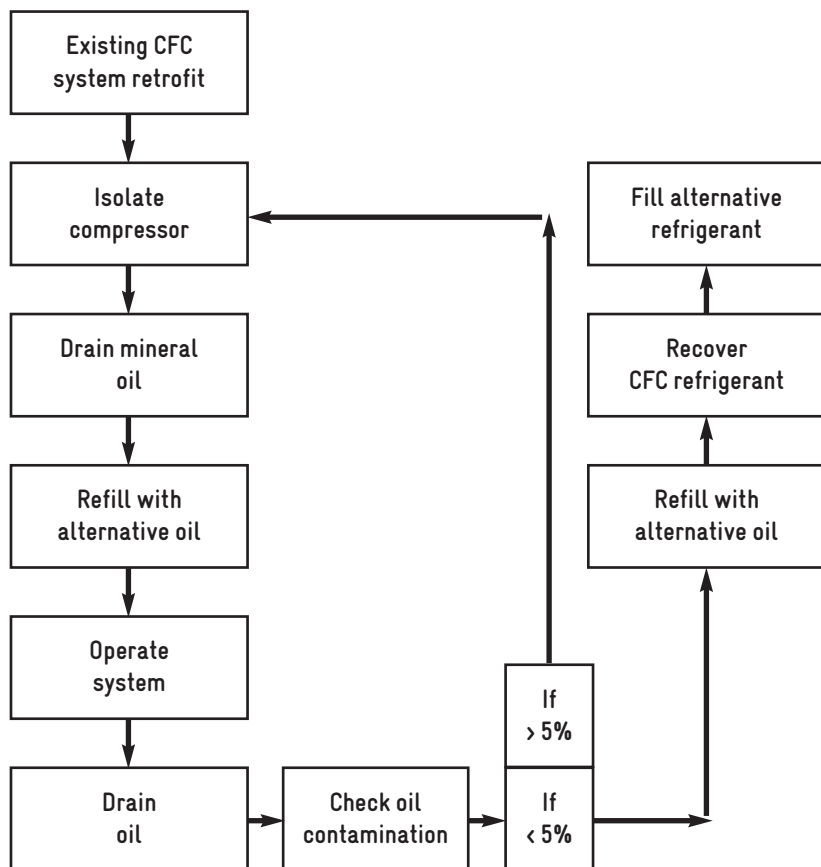 Existing CFC
system retrofit
Isolate
compressor
Drain mineral
oil
Refill with
alternative oil
Operate
system
Drain
oil
Check oil
contamination
If
> 5%
If
< 5%
Refill with
alternative oil
Recover
CFC refrigerant
Fill alternative
refrigerant